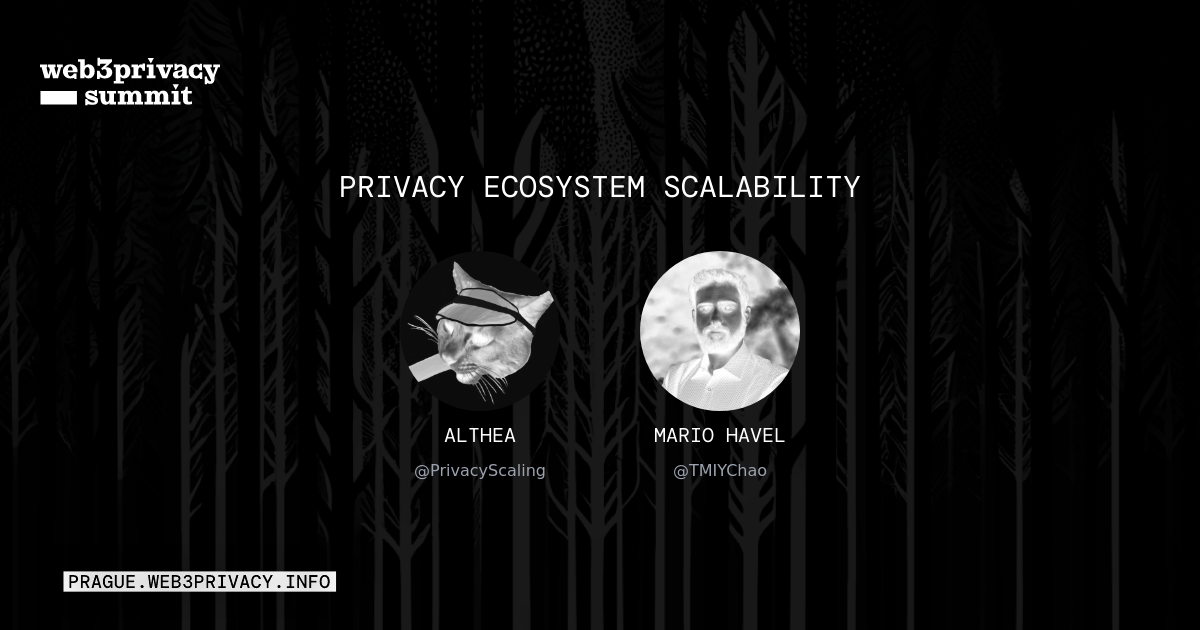 web3privacy
summit
PRIVACY ECOSYSTEM SCALABILITY
ALTHEA
@PrivacyScaling
MARIO HAVEL
@TMIYChao
PRAGUE.WEB3PRIVACY.INFO